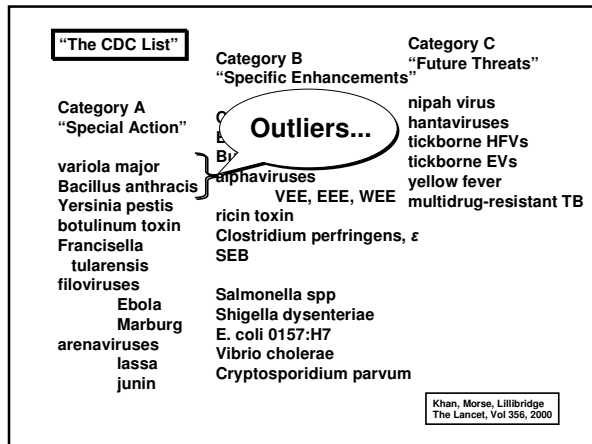 “The CDC List”
Category A
“Special Action”
variola major
Bacillus anthracis
Yersinia pestis
botulinum toxin
Francisella
tularensis
filoviruses
Ebola
Marburg
arenaviruses
lassa
junin
Category B
“Specific Enhancements”
Outliers...
alphaviruses
VEE, EEE, WEE
ricin toxin
Clostridium perfringens, ε
SEB
Salmonella spp
Shigella dysenteriae
E. coli 0157:H7
Vibrio cholerae
Cryptosporidium parvum
Category C
“Future Threats”
nipah virus
hantaviruses
tickborne HFVs
tickborne EVs
yellow fever
multidrug-resistant TB
Khan, Morse, Lillibridge
The Lancet, Vol 356, 2000